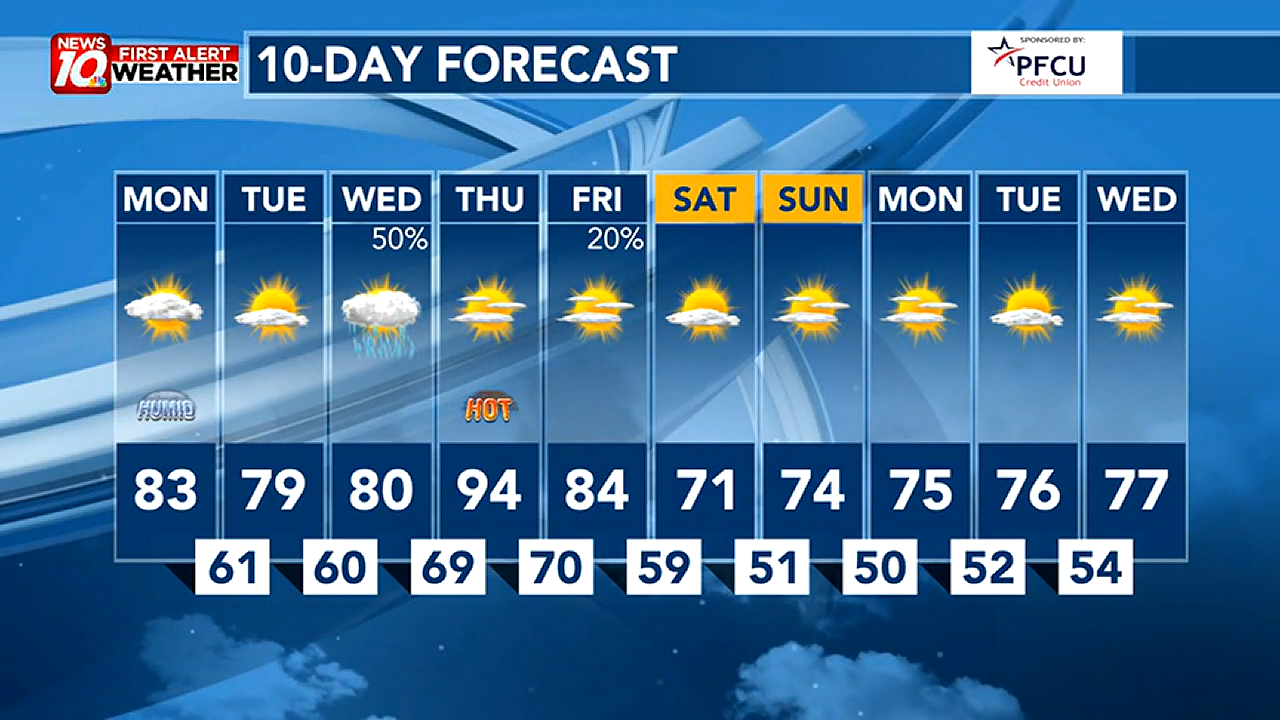 NEWS
10
FIRST ALERT
WEATHER
10-DAY FORECAST
SPONSORED BY:
PFCU
Credit Union
MON TUE WED THU FRI SAT SUN MON TUE WED
50% 20%
HUMID HOT
83 79 80 94 84 71 74 75 76 77
61 60 69 70 59 51 50 52 54